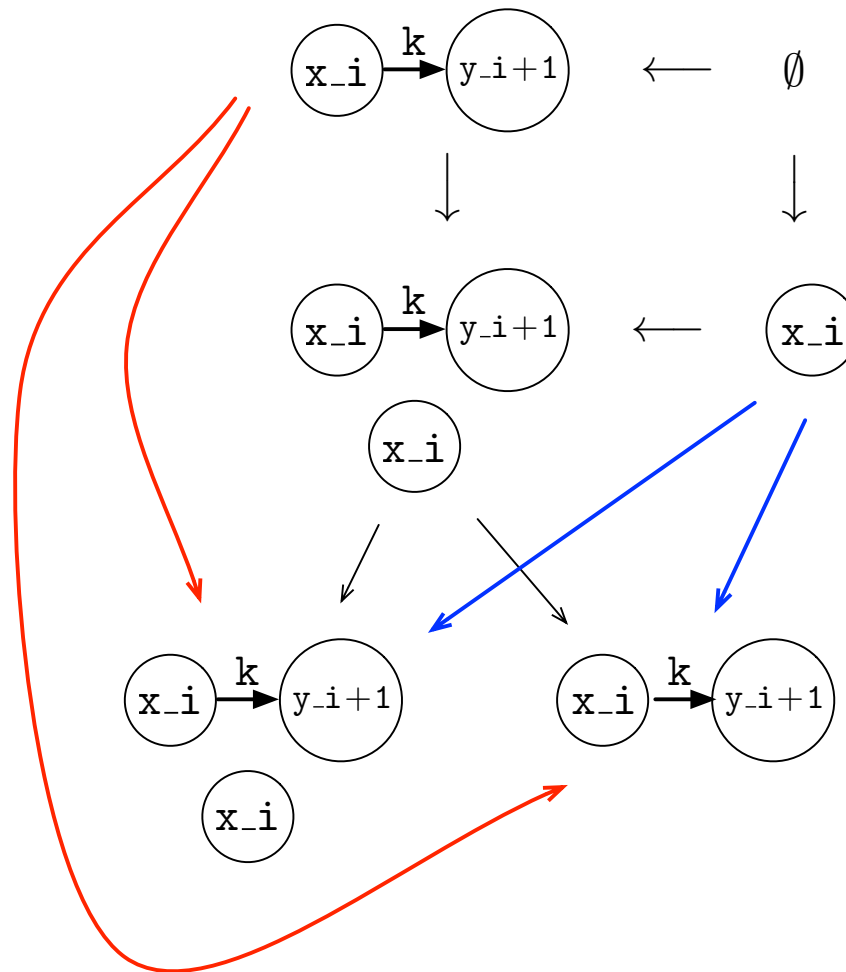 x_i k y_i+1 ← ∅
↓ ↓
x_i k y_i+1 ← x_i
x_i
x_i k y_i+1 x_i k y_i+1
x_i